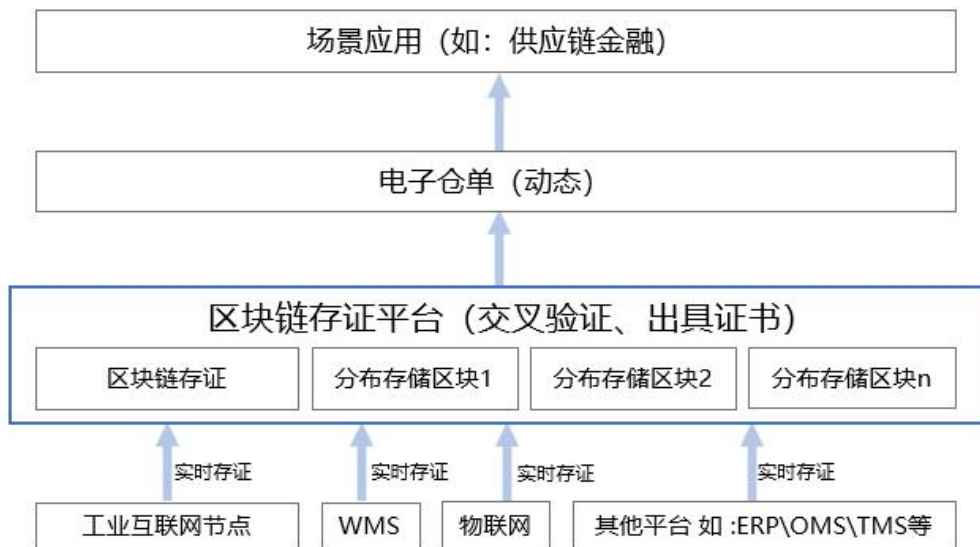 场景应用（如：供应链金融）
电子仓单（动态）
区块链存证平台（交叉验证、出具证书）
区块链存证
分布存储区块1
分布存储区块2
分布存储区块n
实时存证
实时存证
实时存证
实时存证
工业互联网节点
WMS
物联网
其他平台 如 :ERP\OMS\TMS等